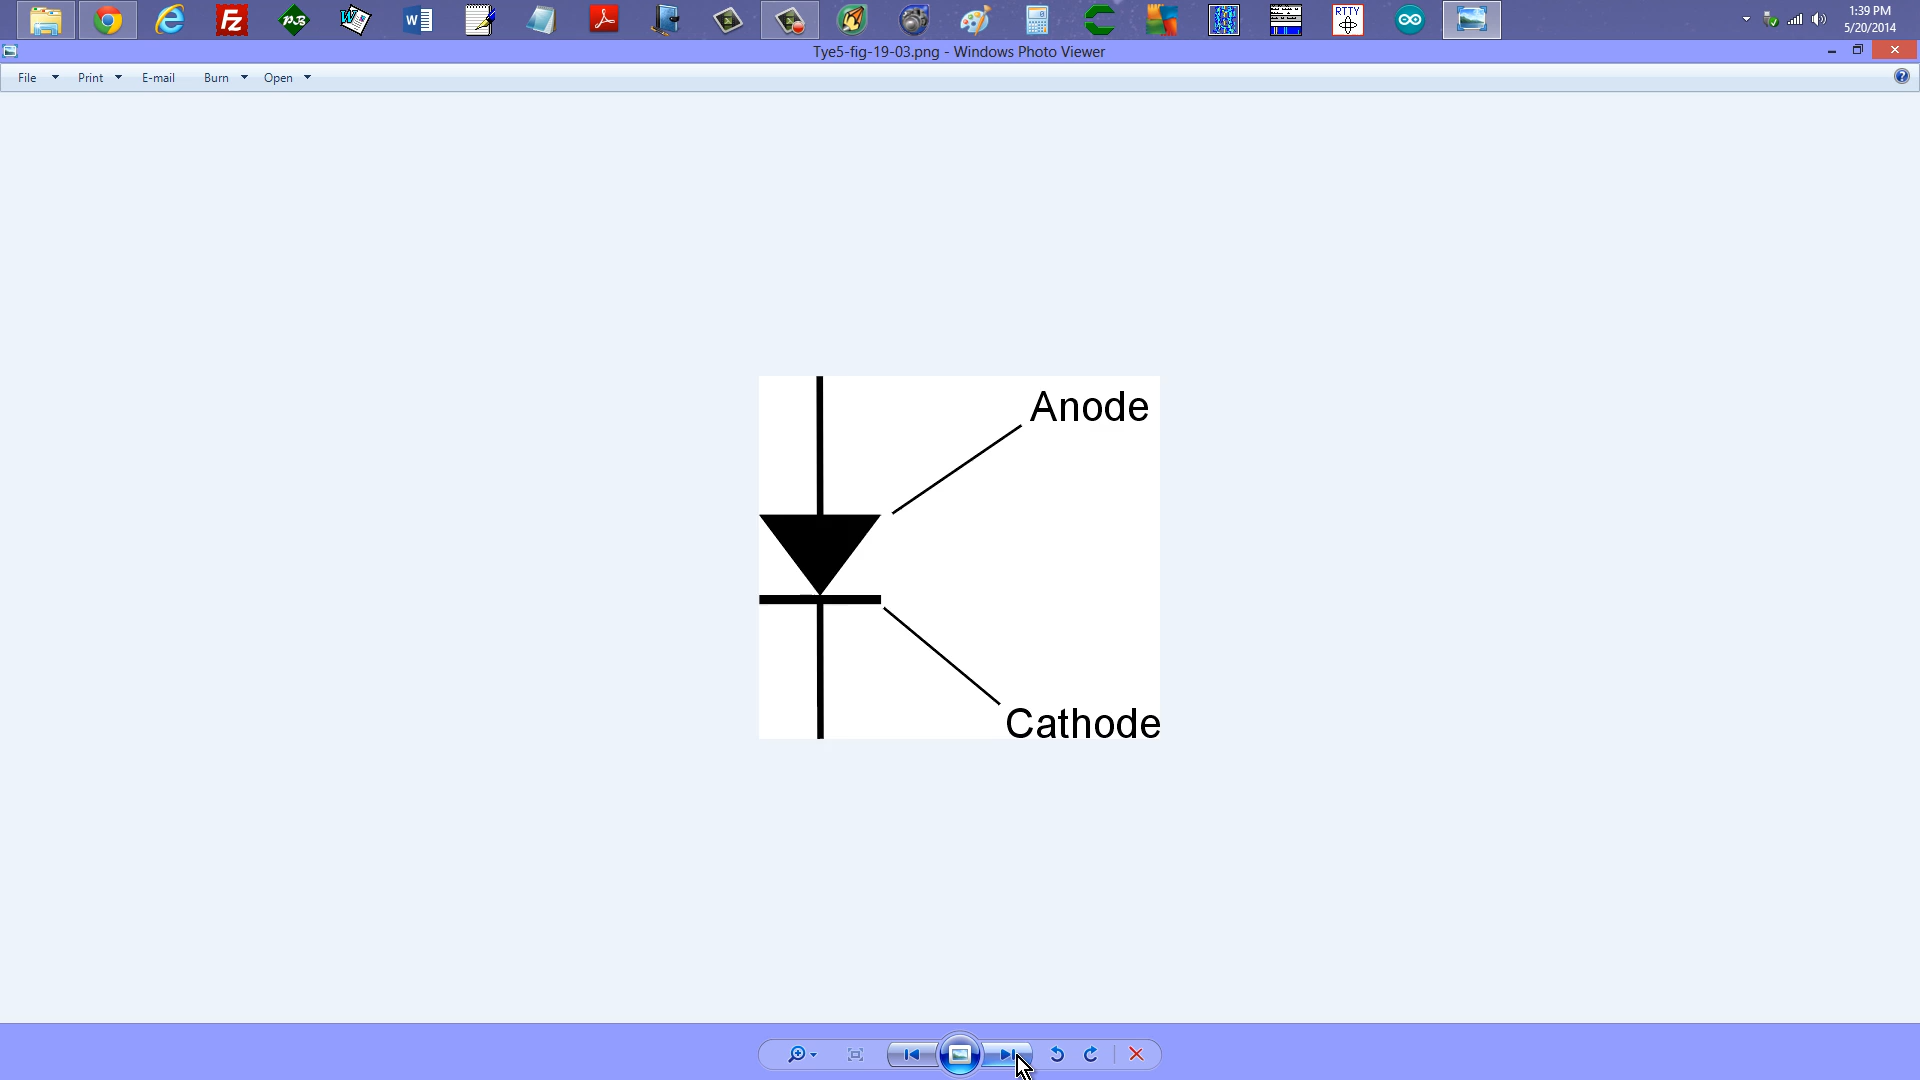 1:39 PM
5/20/2014
Tye5-fig-19-03.png - Windows Photo Viewer
File Print E-mail Burn Open
RTTY
Anode
Cathode